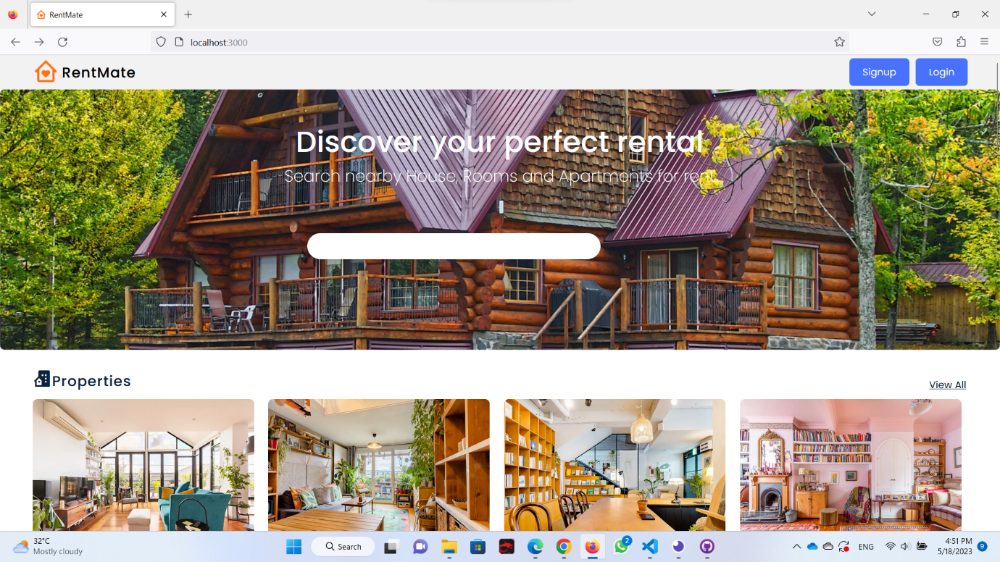 RentMate
localhost:3000
RentMate
Signup
Login
Discover your perfect rental
Search nearby House, Rooms and Apartments for rent
Properties
View All
32°C
Mostly cloudy
Search
2
ENG
4:51 PM
5/18/2023
9